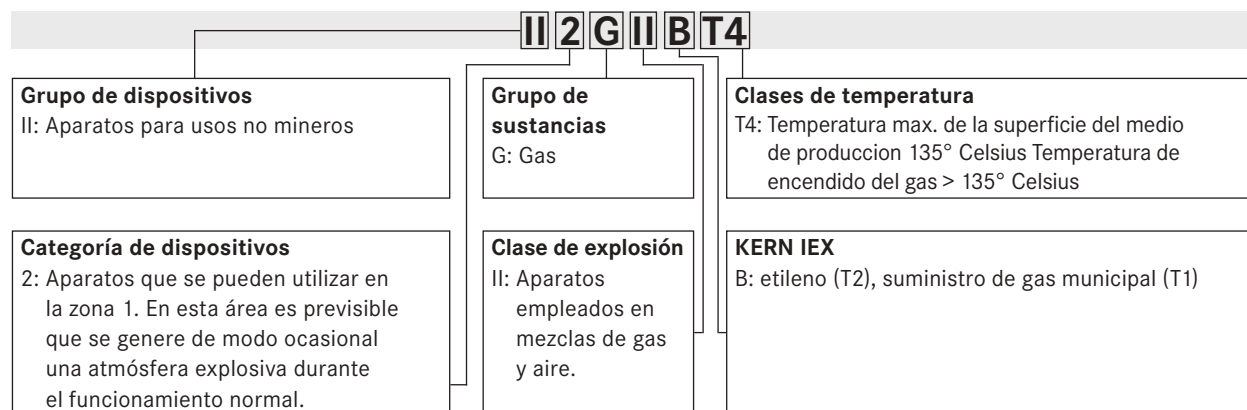 II 2 G II B T4
Grupo de dispositivos
II: Aparatos para usos no mineros
Grupo de
sustancias
G: Gas
Clases de temperatura
T4: Temperatura max. de la superficie del medio
de produccion 135° Celsius Temperatura de
encendido del gas > 135° Celsius
Categoría de dispositivos
2: Aparatos que se pueden utilizar en
la zona 1. En esta área es previsible
que se genere de modo ocasional
una atmósfera explosiva durante
el funcionamiento normal.
Clase de explosión
II: Aparatos
empleados en
mezclas de gas
y aire.
KERN IEX
B: etileno (T2), suministro de gas municipal (T1)